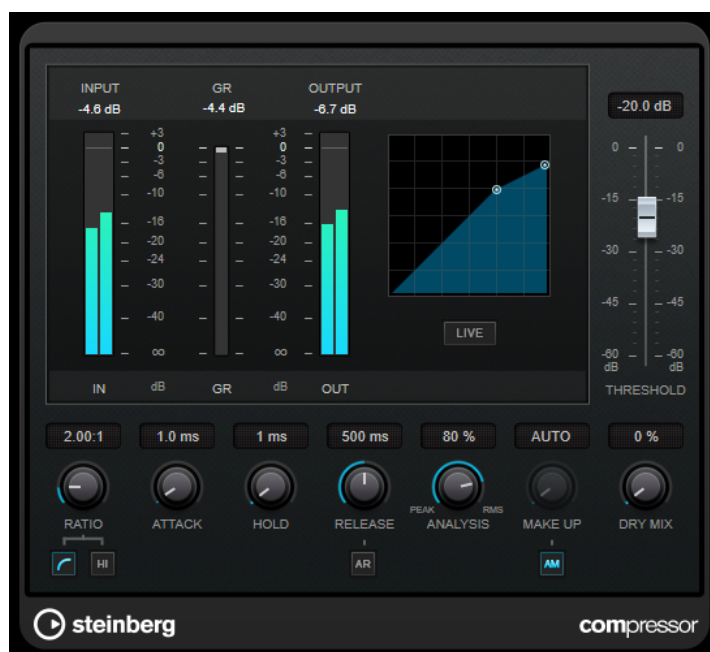 INPUT GR OUTPUT
-4.6 dB -4.4 dB -6.7 dB
-20.0 dB
+3 +3
0 0
-3 -3
-6 -6
-10 -10
-16 -16
-20 -20
-24 -24
-30 -30
-40 -40
∞ ∞
IN dB GR dB OUT
LIVE
0 0
-15 -15
-30 -30
-45 -45
-60 -60
dB dB
THRESHOLD
2.00:1 1.0 ms 1 ms 500 ms 80 % AUTO 0 %
PEAK RMS
RATIO ATTACK HOLD RELEASE ANALYSIS MAKE UP DRY MIX
HI AR AM
steinberg compressor